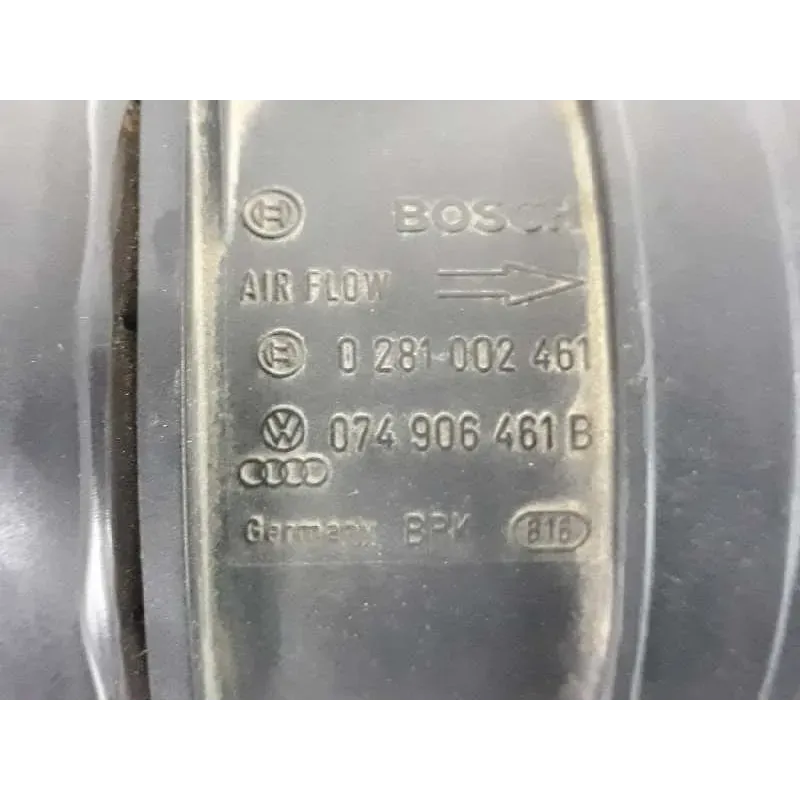 BOSCH
AIR FLOW
0 281 002 461
074 906 461 B
Germany BPK 816